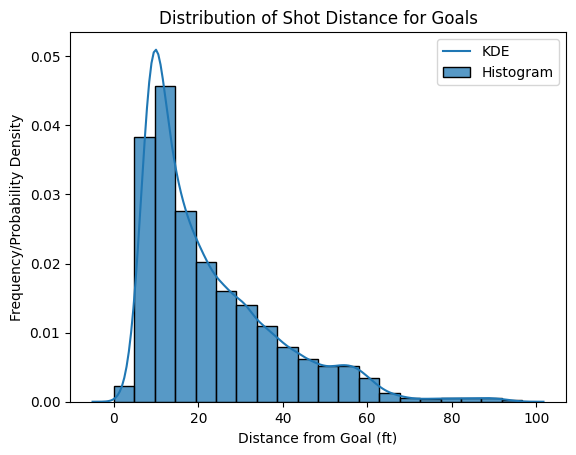 Distribution of Shot Distance for Goals
KDE
Histogram
Frequency/Probability Density
0.05
0.04
0.03
0.02
0.01
0.00
0 20 40 60 80 100
Distance from Goal (ft)